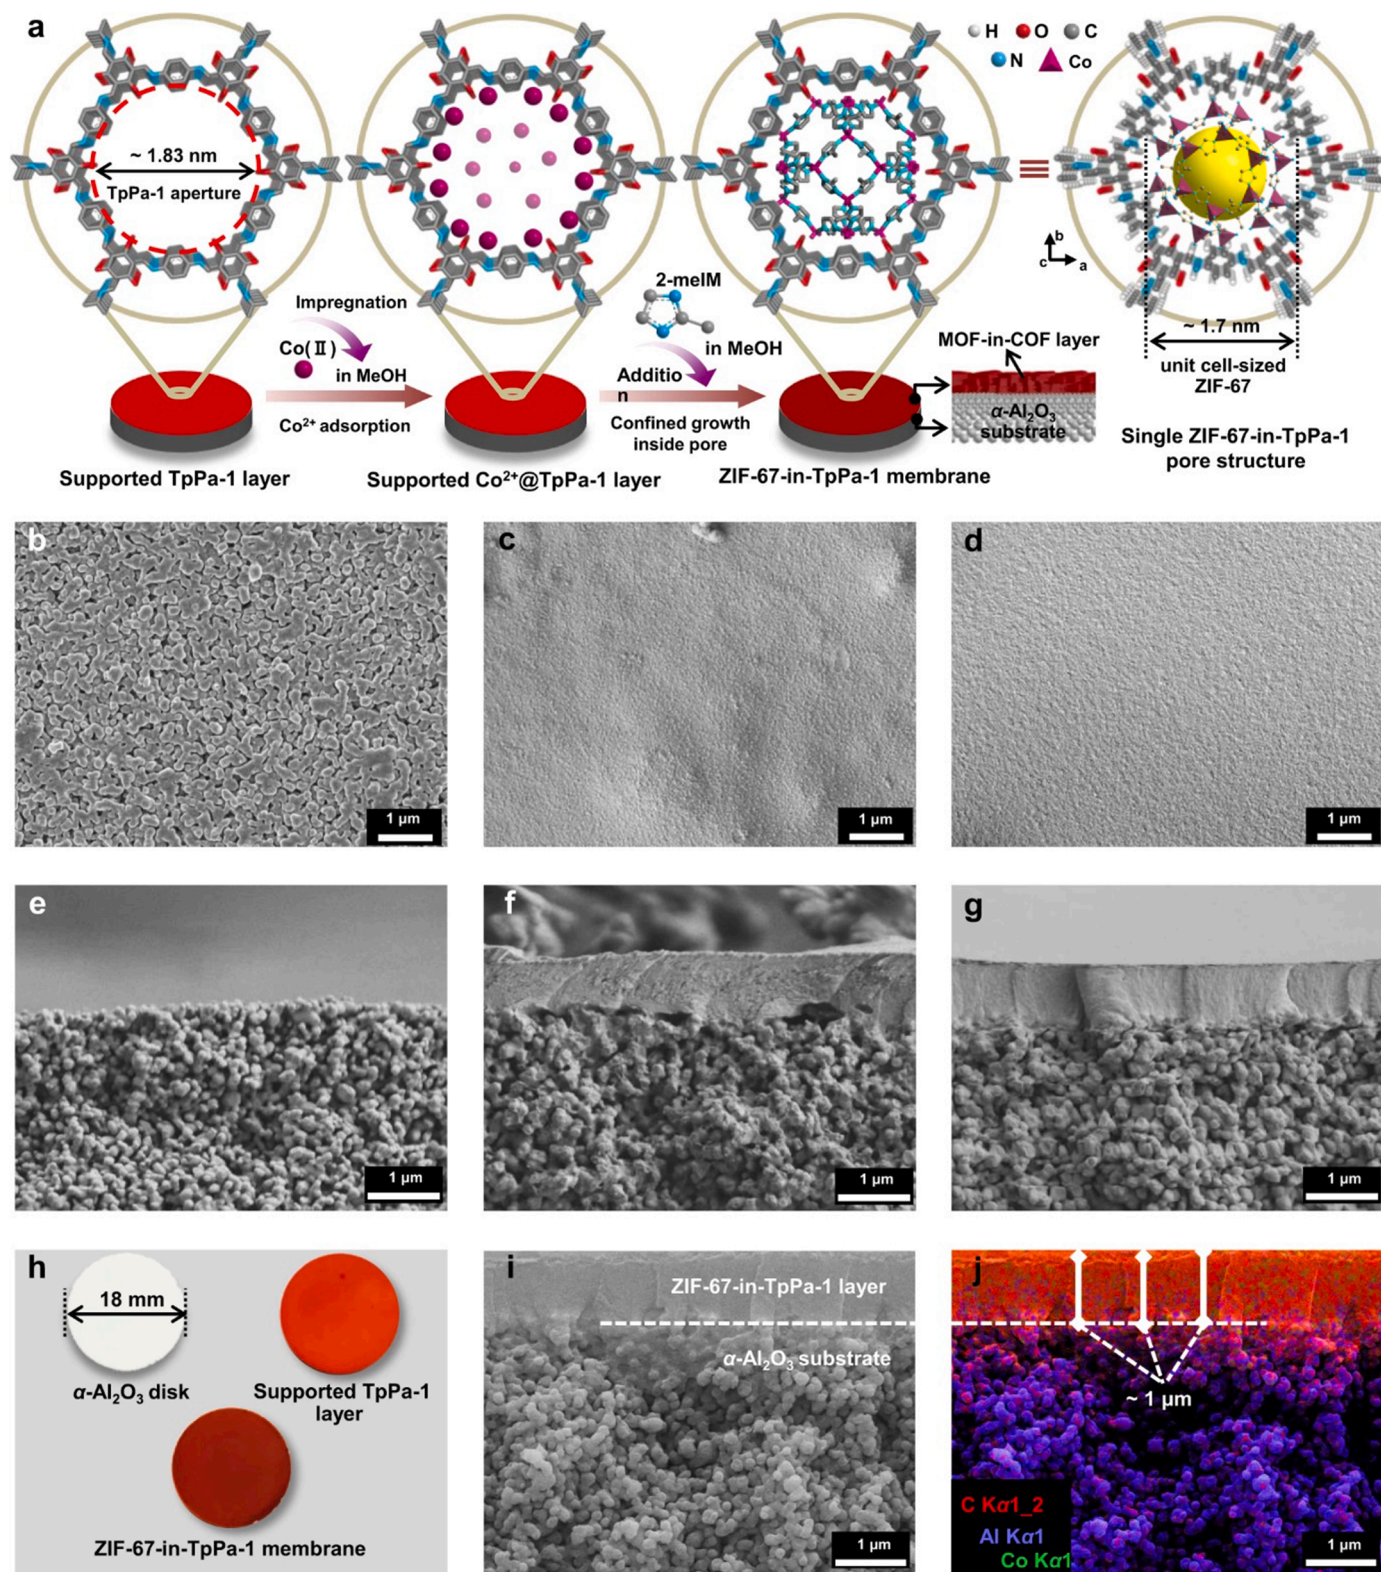 a
H O C
N Co
~ 1.83 nm
TpPa-1 aperture
b
c a
2-meIM
Impregnation
Co(Ⅱ)
in MeOH
Co²⁺ adsorption
in MeOH
Additio
n
Confined growth
inside pore
MOF-in-COF layer
α-Al₂O₃
substrate
~ 1.7 nm
unit cell-sized
ZIF-67
Supported TpPa-1 layer
Supported Co²⁺@TpPa-1 layer
ZIF-67-in-TpPa-1 membrane
Single ZIF-67-in-TpPa-1
pore structure
b
1 μm
c
1 μm
d
1 μm
e
1 μm
f
1 μm
g
1 μm
h
18 mm
α-Al₂O₃ disk
Supported TpPa-1
layer
ZIF-67-in-TpPa-1 membrane
i
ZIF-67-in-TpPa-1 layer
α-Al₂O₃ substrate
1 μm
j
~ 1 μm
C Kα1_2
Al Kα1
Co Kα1
1 μm